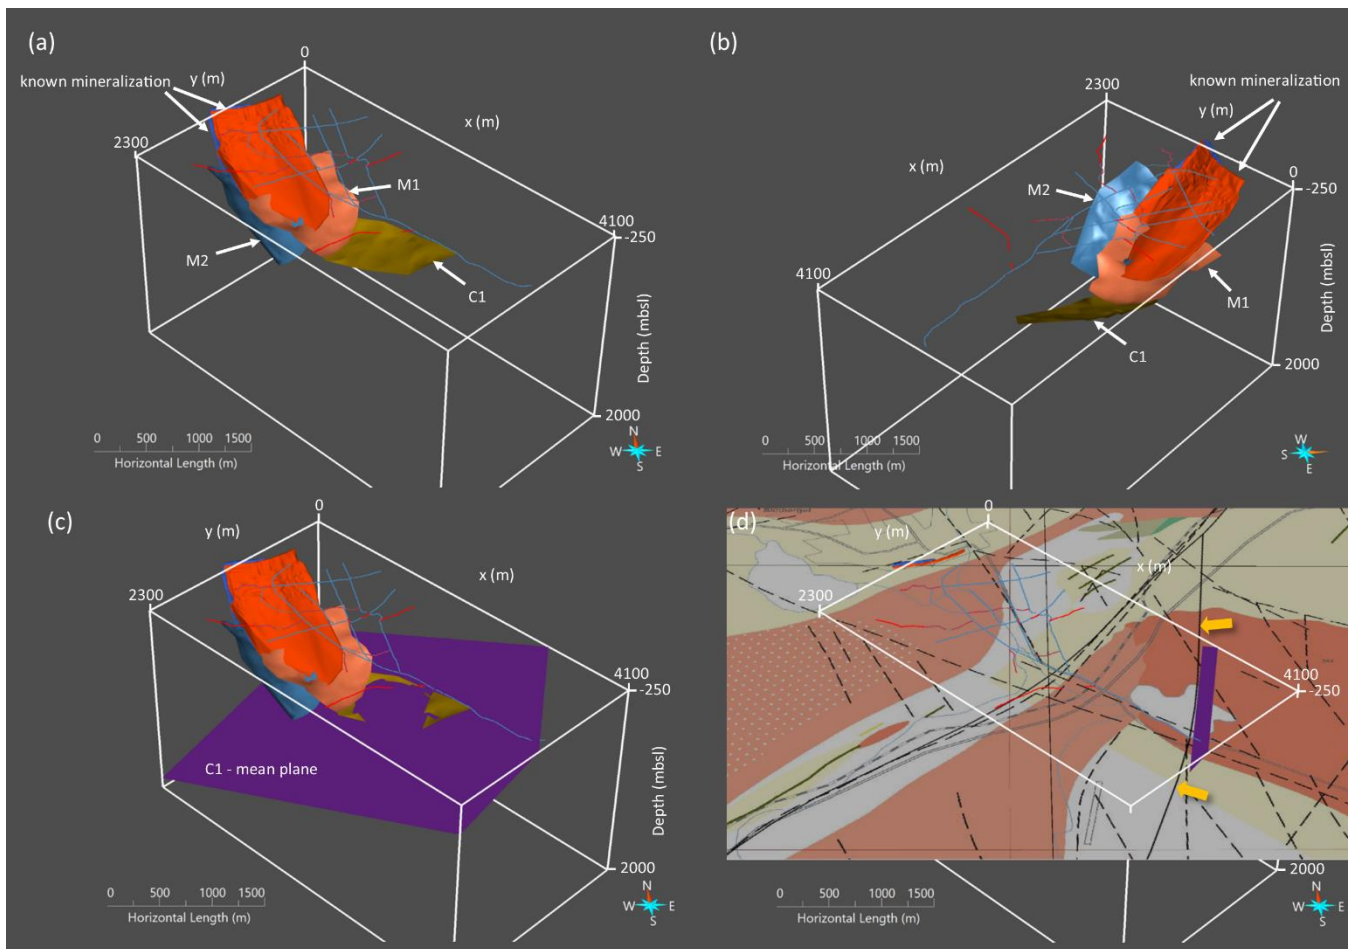 (a)
0
known mineralization
y (m)
x (m)
2300
M1
4100
-250
M2
C1
Depth (mbsl)
2000
0 500 1000 1500
Horizontal Length (m)
N
W E
S
(b)
2300
known mineralization
y (m)
x (m)
0
-250
M2
4100
M1
Depth (mbsl)
C1
2000
0 500 1000 1500
Horizontal Length (m)
W
S
E
(c)
0
y (m)
x (m)
2300
4100
-250
C1 - mean plane
Depth (mbsl)
2000
0 500 1000 1500
Horizontal Length (m)
N
W E
S
(d)
0
y (m)
x (m)
2300
4100
-250
2000
0 500 1000 1500
Horizontal Length (m)
N
W E
S